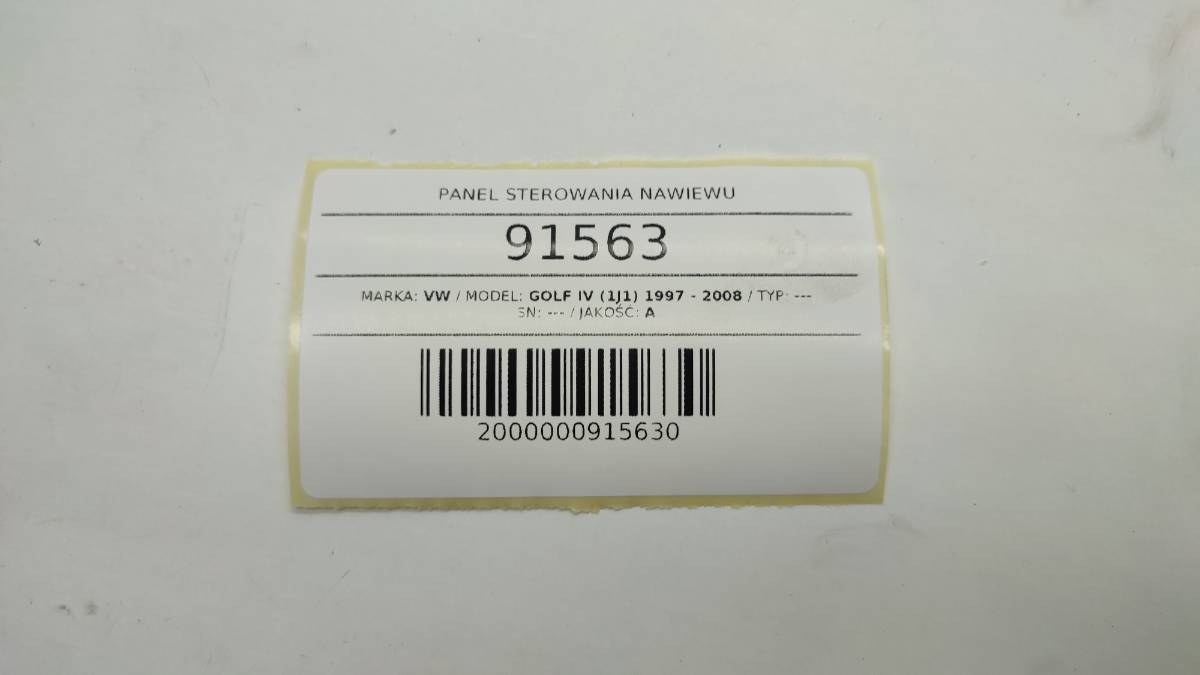 PANEL STEROWANIA NAWIEWU
91563
MARKA: VW / MODEL: GOLF IV (1J1) 1997 - 2008 / TYP: ---
SN: --- / JAKOŚĆ: A
2000000915630